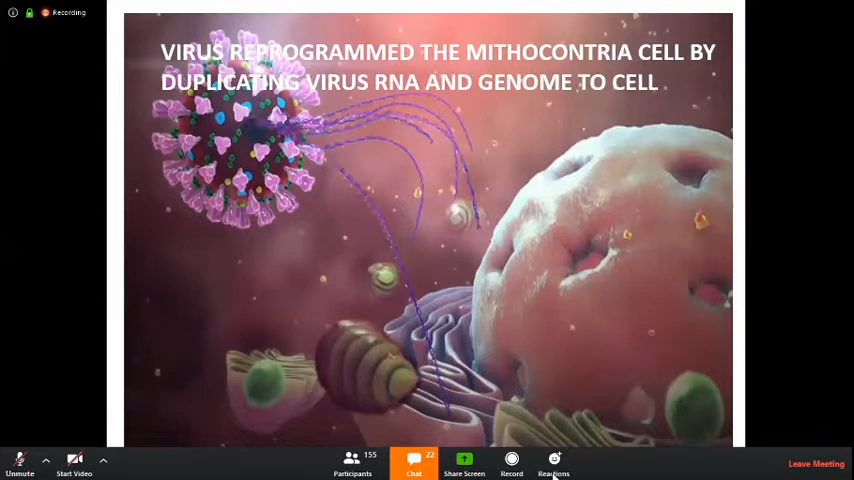 Recording
VIRUS REPROGRAMMED THE MITHOCONTRIA CELL BY
DUPLICATING VIRUS RNA AND GENOME TO CELL
Unmute
Start Video
155
Participants
22
Chat
Share Screen
Record
Reactions
Leave Meeting